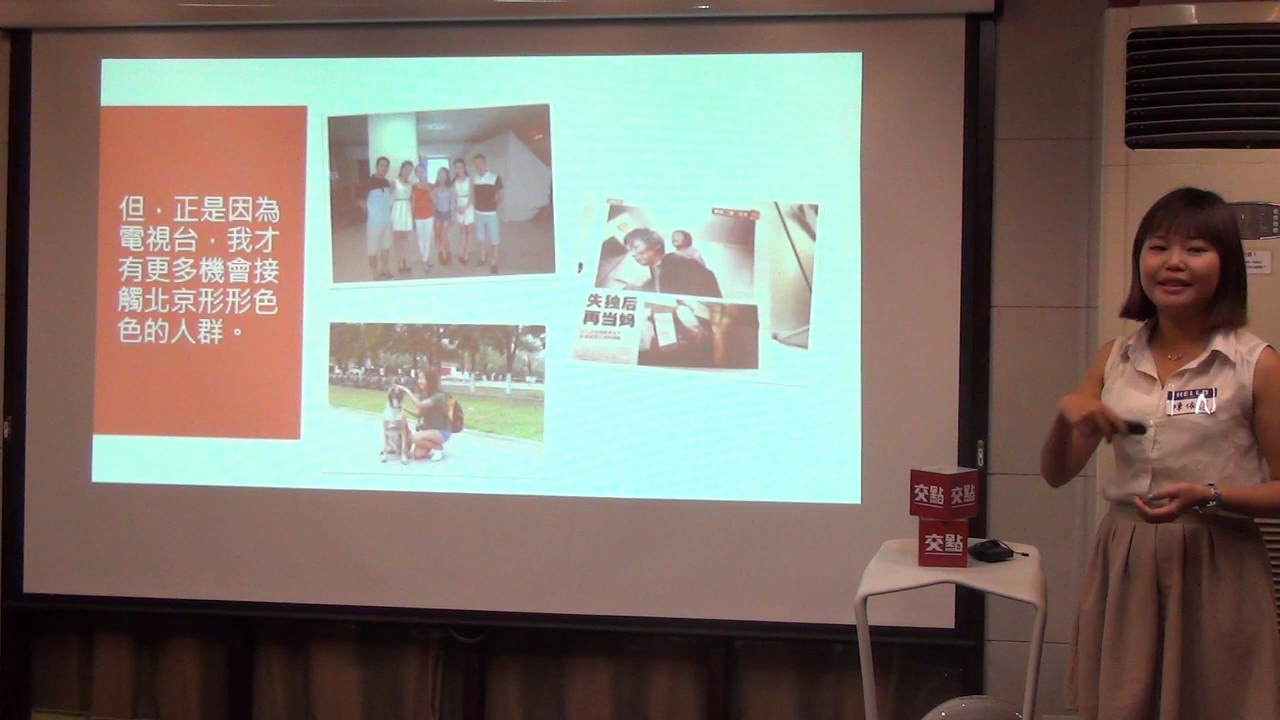 但，正是因為
電視台，我才
有更多機會接
觸北京形形色
色的人群。
失独后
再当妈
HELLO
交點 交點
交點